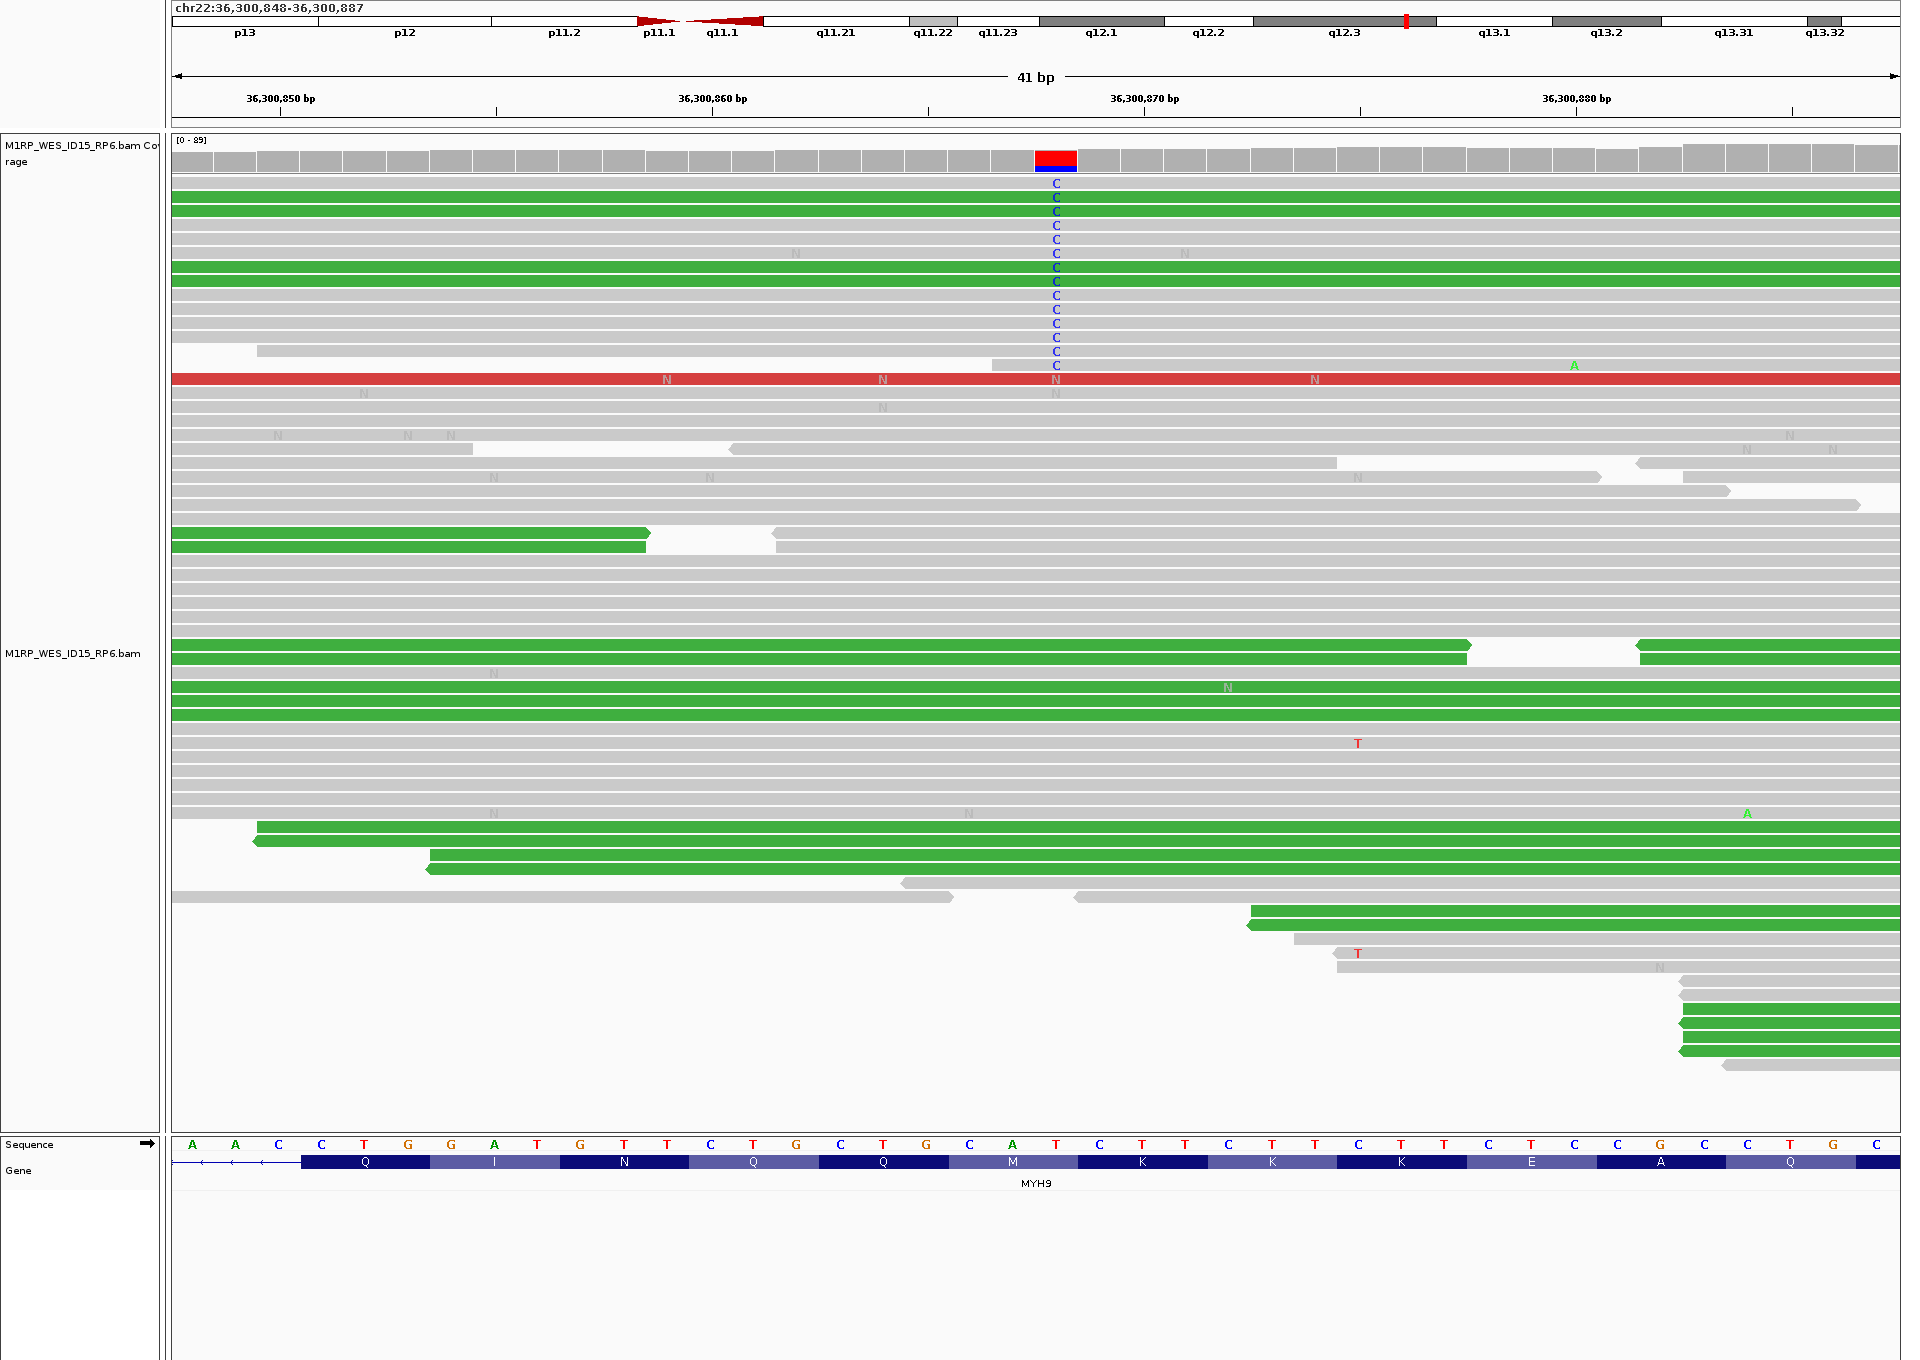 chr22:36,300,848-36,300,887
p13 p12 p11.2 p11.1 q11.1 q11.21 q11.22 q11.23 q12.1 q12.2 q12.3 q13.1 q13.2 q13.31 q13.32
41 bp
36,300,850 bp 36,300,860 bp 36,300,870 bp 36,300,880 bp
M1RP_WES_ID15_RP6.bam Co
rage
[0 - 89]
C
C
C
C
C
N C N
C
C
C
C
C
C
C
C A
N N N N
N N
N
N N N N
N N
N N N
N
N
T
N N A
T
N
M1RP_WES_ID15_RP6.bam
Sequence A A C C T G G A T G T T C T G C T G C A T C T T C T T C T T C T C C G C C T G C
Gene Q I N Q Q M K K K E A Q
MYH9